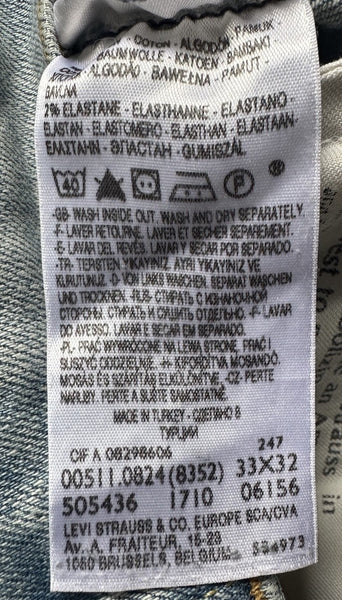 COTON - ALGODÓN - PAMUK -
BAUMWOLLE - KATOEN - BAMBAKI
- ALGODÃO - BAWEŁNA - PAMUT -
BAVLNA
2% ELASTANE - ELASTHANNE - ELASTANO -
ELASTAN - ELASTOMERO - ELASTHAN - ELASTAAN -
ΕΛΑΣΤΑΝΗ - ЭЛАСТАН - GUMISZÁL
40 P ®
-GB- WASH INSIDE OUT. WASH AND DRY SEPARATELY.
-F- LAVER RETOURNE. LAVER ET SECHER SEPAREMENT.
-E- LAVAR DEL REVÉS. LAVAR Y SECAR POR SEPARADO.
-TR- TERSTEN YIKAYINIZ. AYRI YIKAYINIZ VE
KURUTUNUZ. -D- VON LINKS WASCHEN. SEPARAT WASCHEN
UND TROCKNEN. -RUS- СТИРАТЬ С ИЗНАНОЧНОЙ
СТОРОНЫ. СТИРАТЬ И СУШИТЬ ОТДЕЛЬНО. -P- LAVAR
DO AVESSO. LAVAR E SECAR EM SEPARADO.
-PL- PRAĆ WYWINIĘTE NA LEWĄ STRONĘ. PRAĆ I
SUSZYĆ ODDZIELNIE. -H- KIFORDÍTVA MOSANDÓ.
MOSÁS ÉS SZÁRÍTÁS ELKÜLÖNÍTVE. -CZ- PERTE
NARUBY. PERTE A SUŠTE SAMOSTATNĚ.
MADE IN TURKEY - СДЕЛАНО В
ТУРЦИИ
CIF A 08298606 247
00511.0824(8352) 33X32
505436 1710 06156
LEVI STRAUSS & CO. EUROPE SCA/CVA
Av. A. FRAITEUR, 15-23
1050 BRUSSELS, BELGIUM 534973